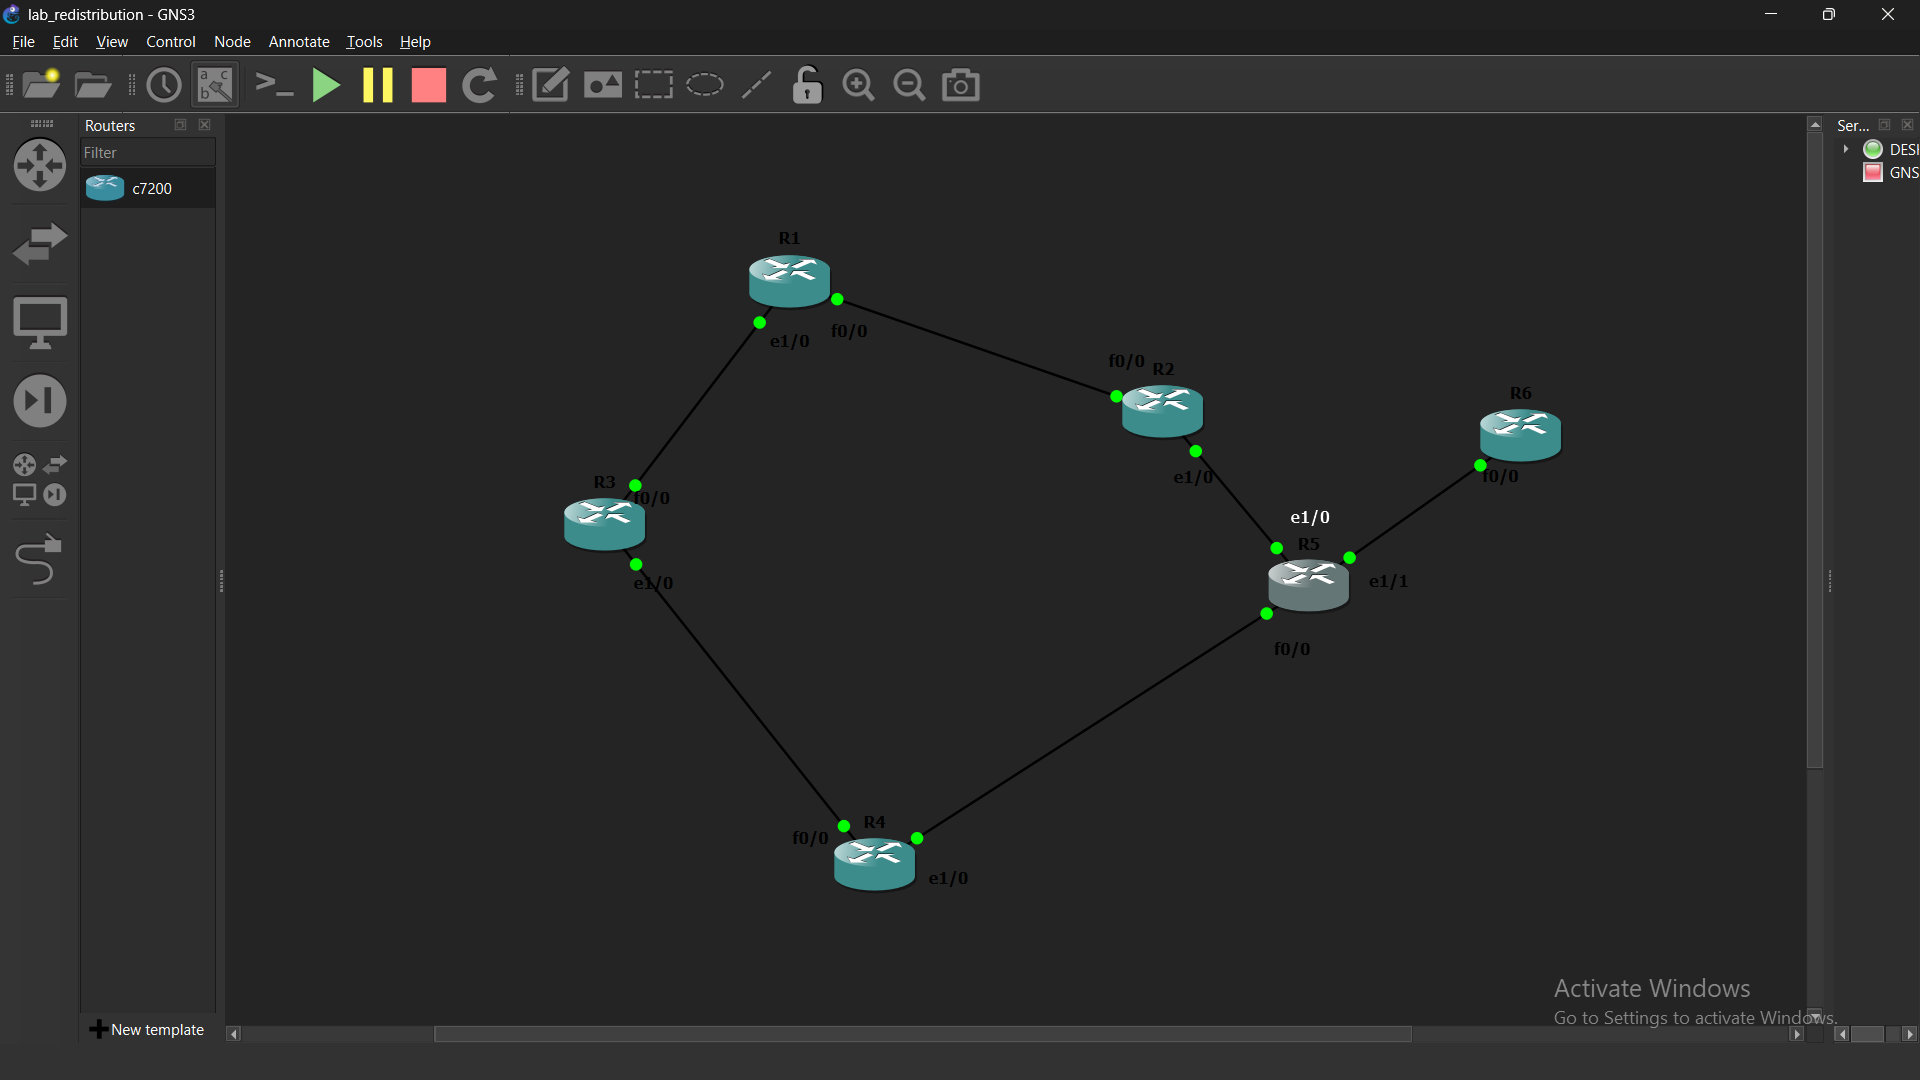 lab_redistribution - GNS3
File Edit View Control Node Annotate Tools Help
Routers
Filter
c7200
New template
Ser...
DES
GNS
R1
e1/0
f0/0
f0/0
R2
e1/0
R6
f0/0
R3
f0/0
e1/0
e1/0
R5
e1/1
f0/0
R4
f0/0
e1/0
Activate Windows
Go to Settings to activate Windows.